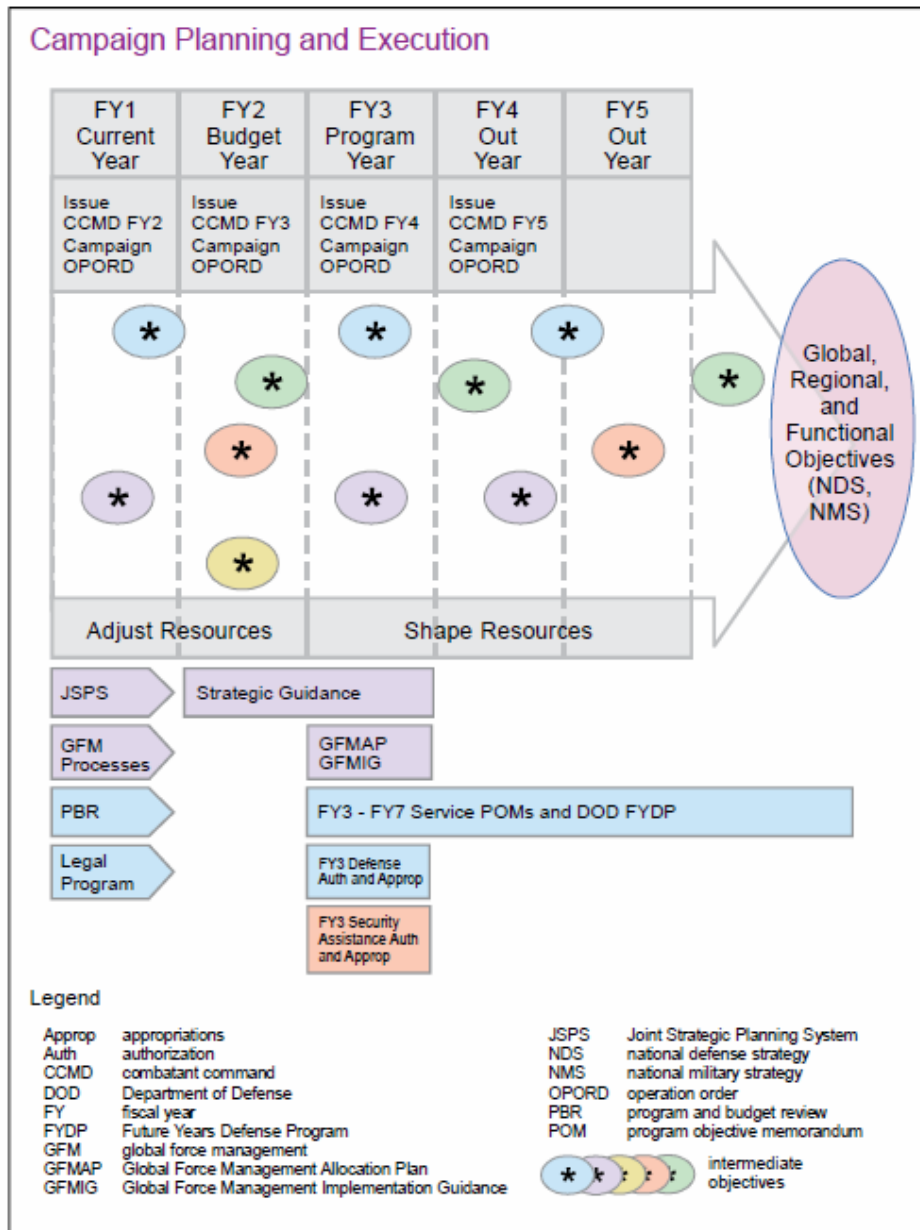 Campaign Planning and Execution
FY1
Current
Year
FY2
Budget
Year
FY3
Program
Year
FY4
Out
Year
FY5
Out
Year
Issue
CCMD FY2
Campaign
OPORD
Issue
CCMD FY3
Campaign
OPORD
Issue
CCMD FY4
Campaign
OPORD
Issue
CCMD FY5
Campaign
OPORD
*
*
*
*
*
*
*
*
*
*
*
*
Global,
Regional,
and
Functional
Objectives
(NDS,
NMS)
Adjust Resources
Shape Resources
JSPS
Strategic Guidance
GFM
Processes
GFMAP
GFMIG
PBR
FY3 - FY7 Service POMs and DOD FYDP
Legal
Program
FY3 Defense
Auth and Approp
FY3 Security
Assistance Auth
and Approp
Legend
Approp appropriations
Auth authorization
CCMD combatant command
DOD Department of Defense
FY fiscal year
FYDP Future Years Defense Program
GFM global force management
GFMAP Global Force Management Allocation Plan
GFMIG Global Force Management Implementation Guidance
JSPS Joint Strategic Planning System
NDS national defense strategy
NMS national military strategy
OPORD operation order
PBR program and budget review
POM program objective memorandum
* * * * * intermediate
objectives